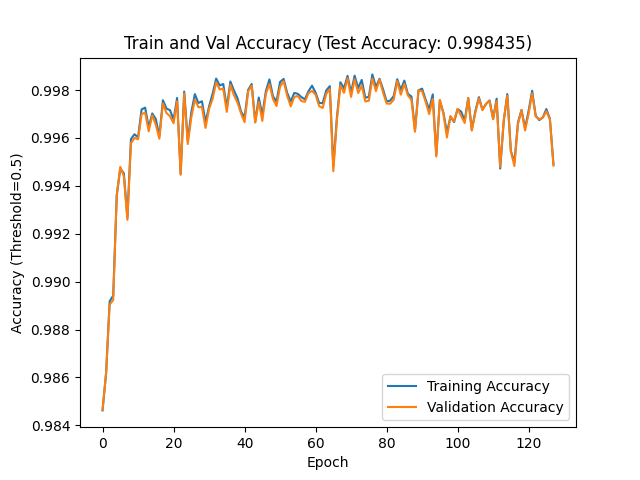 Train and Val Accuracy (Test Accuracy: 0.998435)
Accuracy (Threshold=0.5)
0.998
0.996
0.994
0.992
0.990
0.988
0.986
0.984
Training Accuracy
Validation Accuracy
0 20 40 60 80 100 120
Epoch